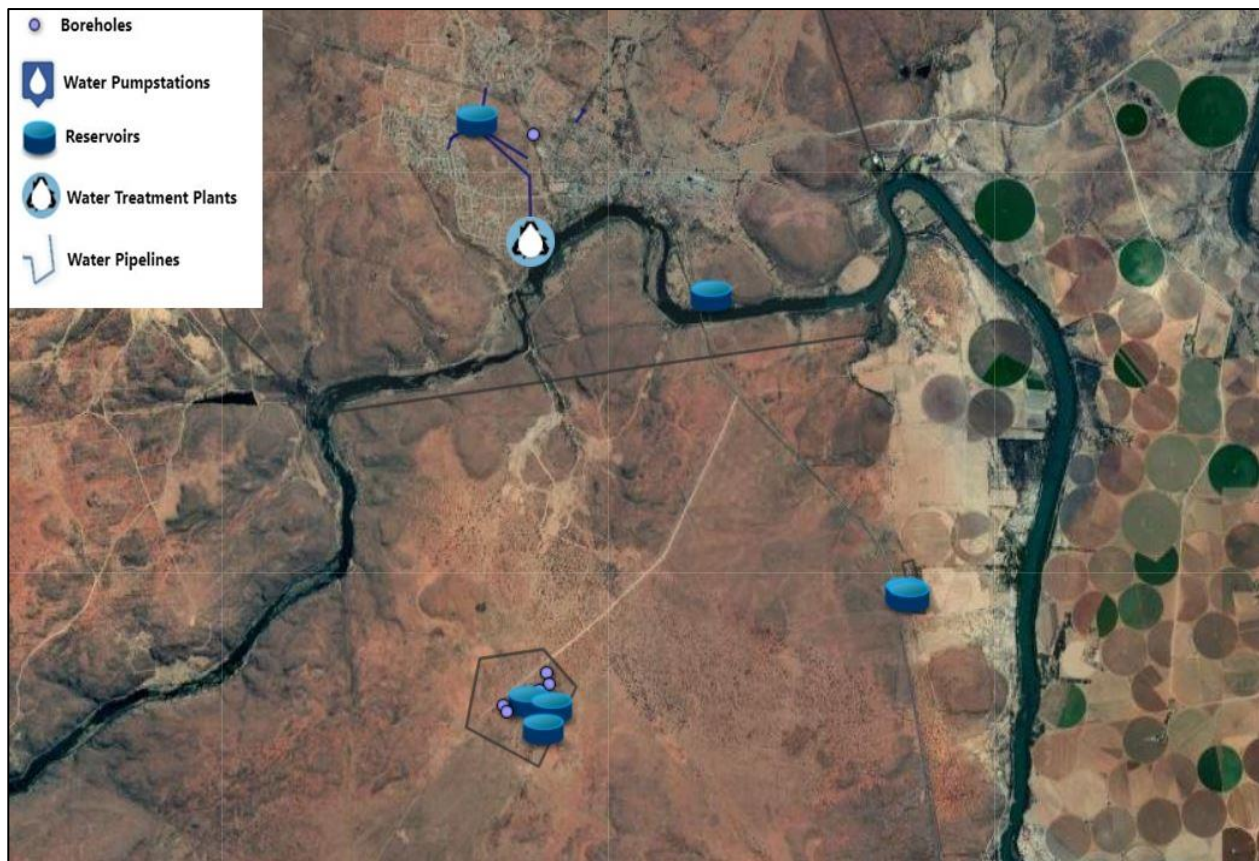 Boreholes
Water Pumpstations
Reservoirs
Water Treatment Plants
Water Pipelines